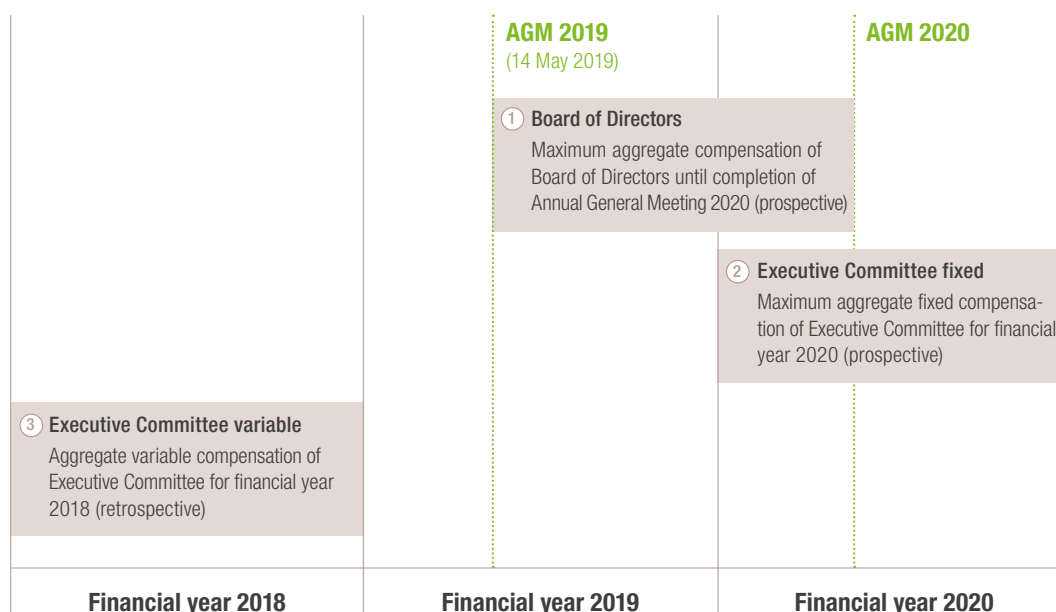 AGM 2019
(14 May 2019)
AGM 2020
1 Board of Directors
Maximum aggregate compensation of
Board of Directors until completion of
Annual General Meeting 2020 (prospective)
2 Executive Committee fixed
Maximum aggregate fixed compensa-
tion of Executive Committee for financial
year 2020 (prospective)
3 Executive Committee variable
Aggregate variable compensation of
Executive Committee for financial year
2018 (retrospective)
Financial year 2018
Financial year 2019
Financial year 2020